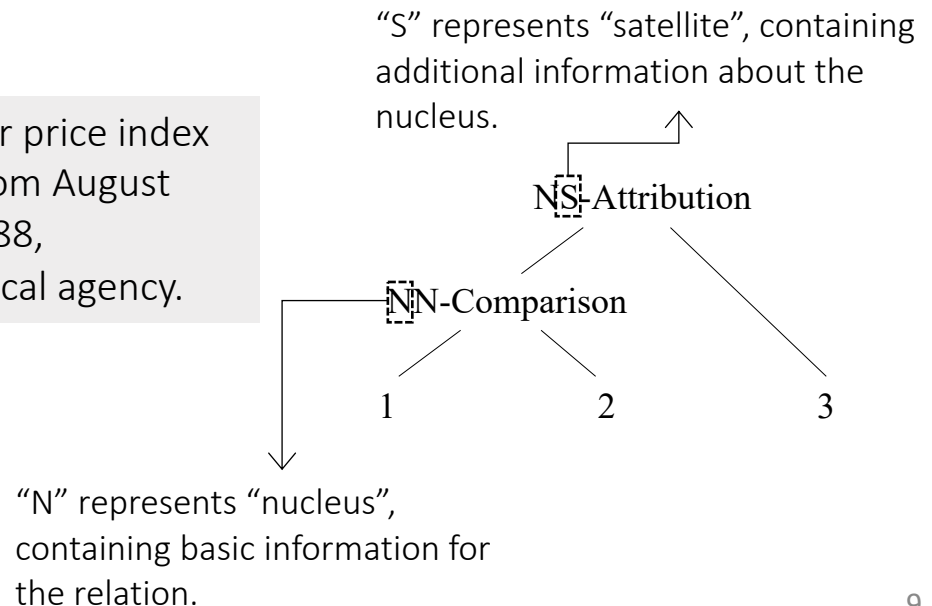 “S” represents “satellite”, containing
additional information about the
nucleus.
r price index
om August
88,
cal agency.
NS-Attribution
NN-Comparison
1 2 3
“N” represents “nucleus”,
containing basic information for
the relation.
9